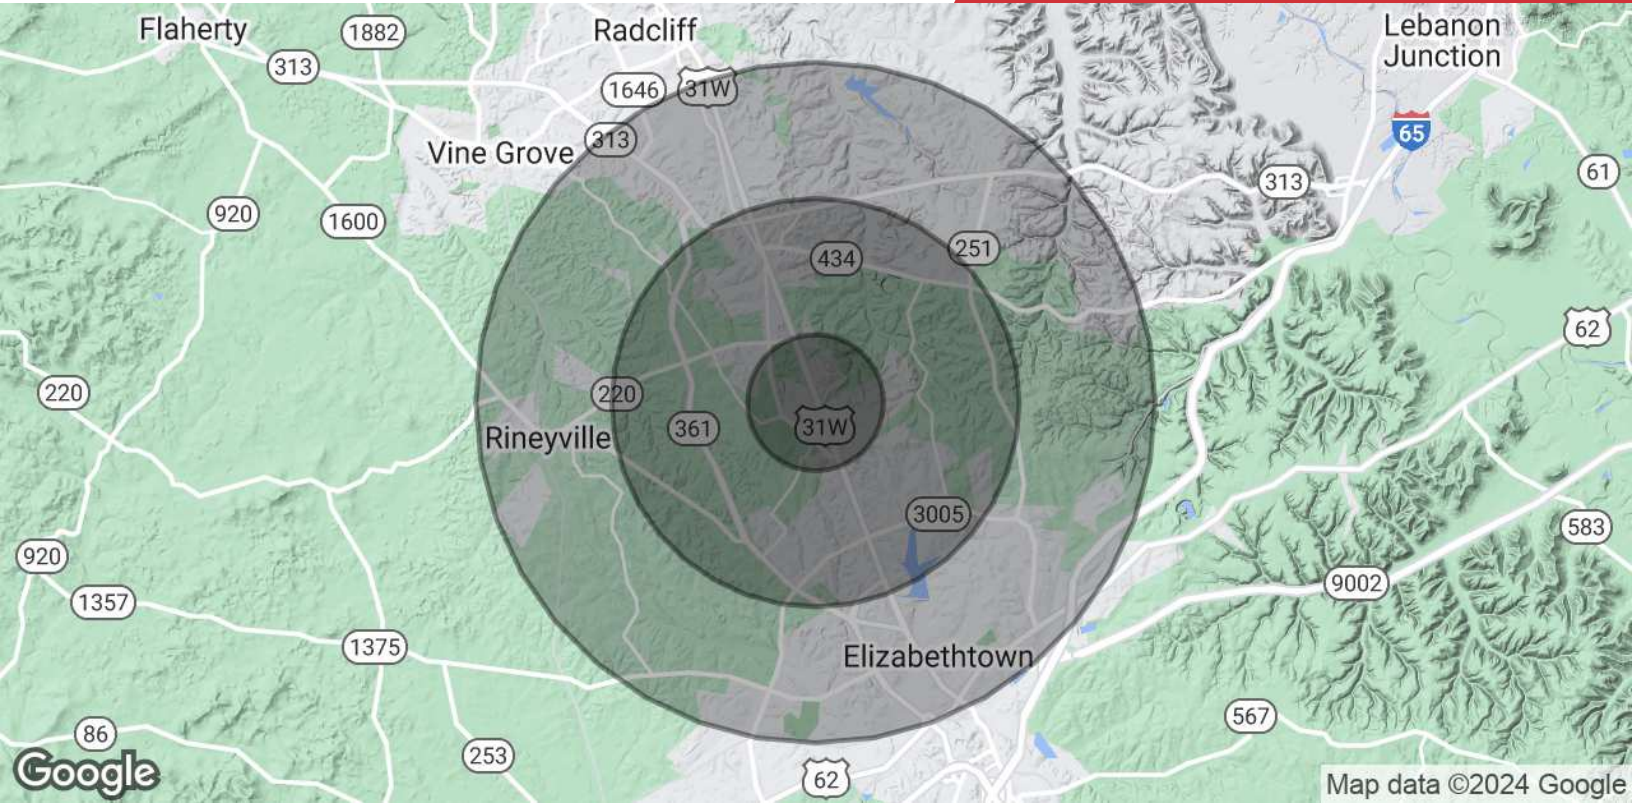 Flaherty
1882
Radcliff
Lebanon
Junction
313
1646
31W
65
313
Vine Grove
313
61
920
1600
434
251
62
220
220
361
31W
Rineyville
3005
583
920
9002
1357
1375
Elizabethtown
567
86
253
62
Google
Map data ©2024 Google